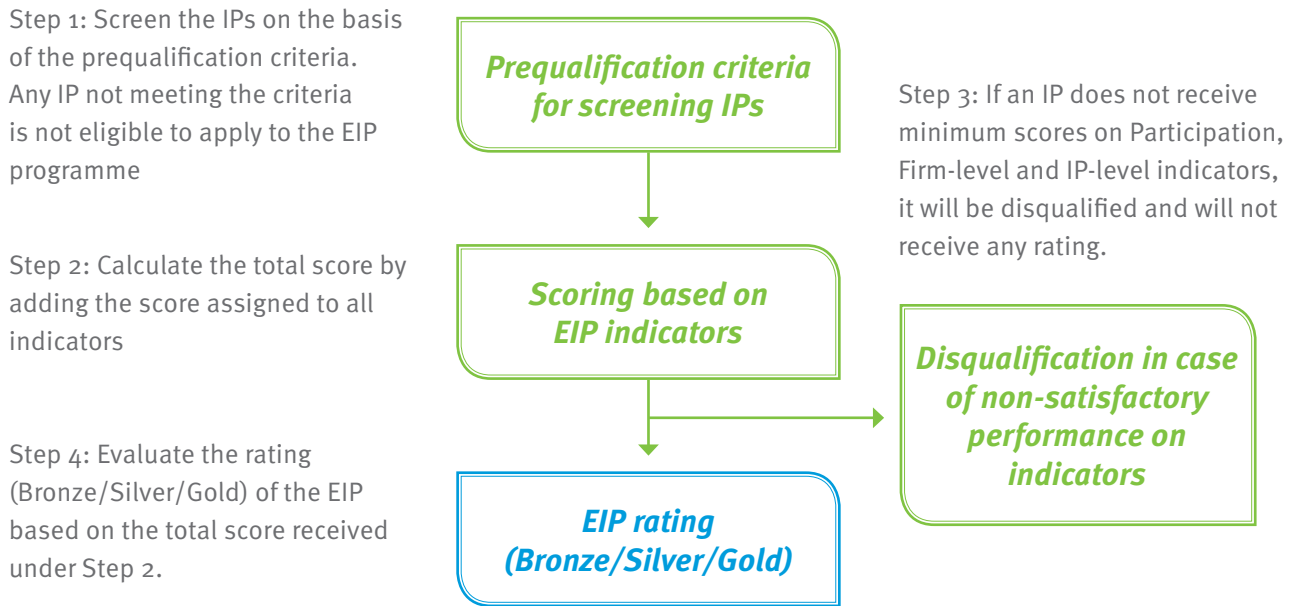 Step 1: Screen the IPs on the basis
of the prequalification criteria.
Any IP not meeting the criteria
is not eligible to apply to the EIP
programme
Prequalification criteria
for screening IPs
Step 2: Calculate the total score by
adding the score assigned to all
indicators
Scoring based on
EIP indicators
Step 3: If an IP does not receive
minimum scores on Participation,
Firm-level and IP-level indicators,
it will be disqualified and will not
receive any rating.
Disqualification in case
of non-satisfactory
performance on
indicators
Step 4: Evaluate the rating
(Bronze/Silver/Gold) of the EIP
based on the total score received
under Step 2.
EIP rating
(Bronze/Silver/Gold)